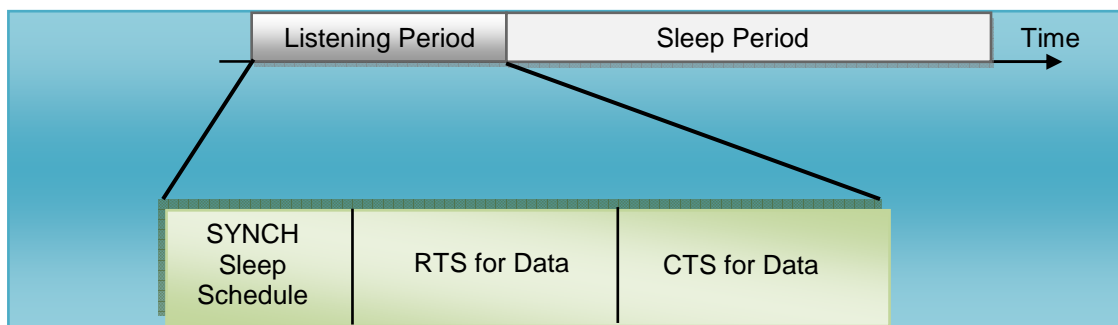 Listening Period
Sleep Period
Time
SYNCH
Sleep
Schedule
RTS for Data
CTS for Data